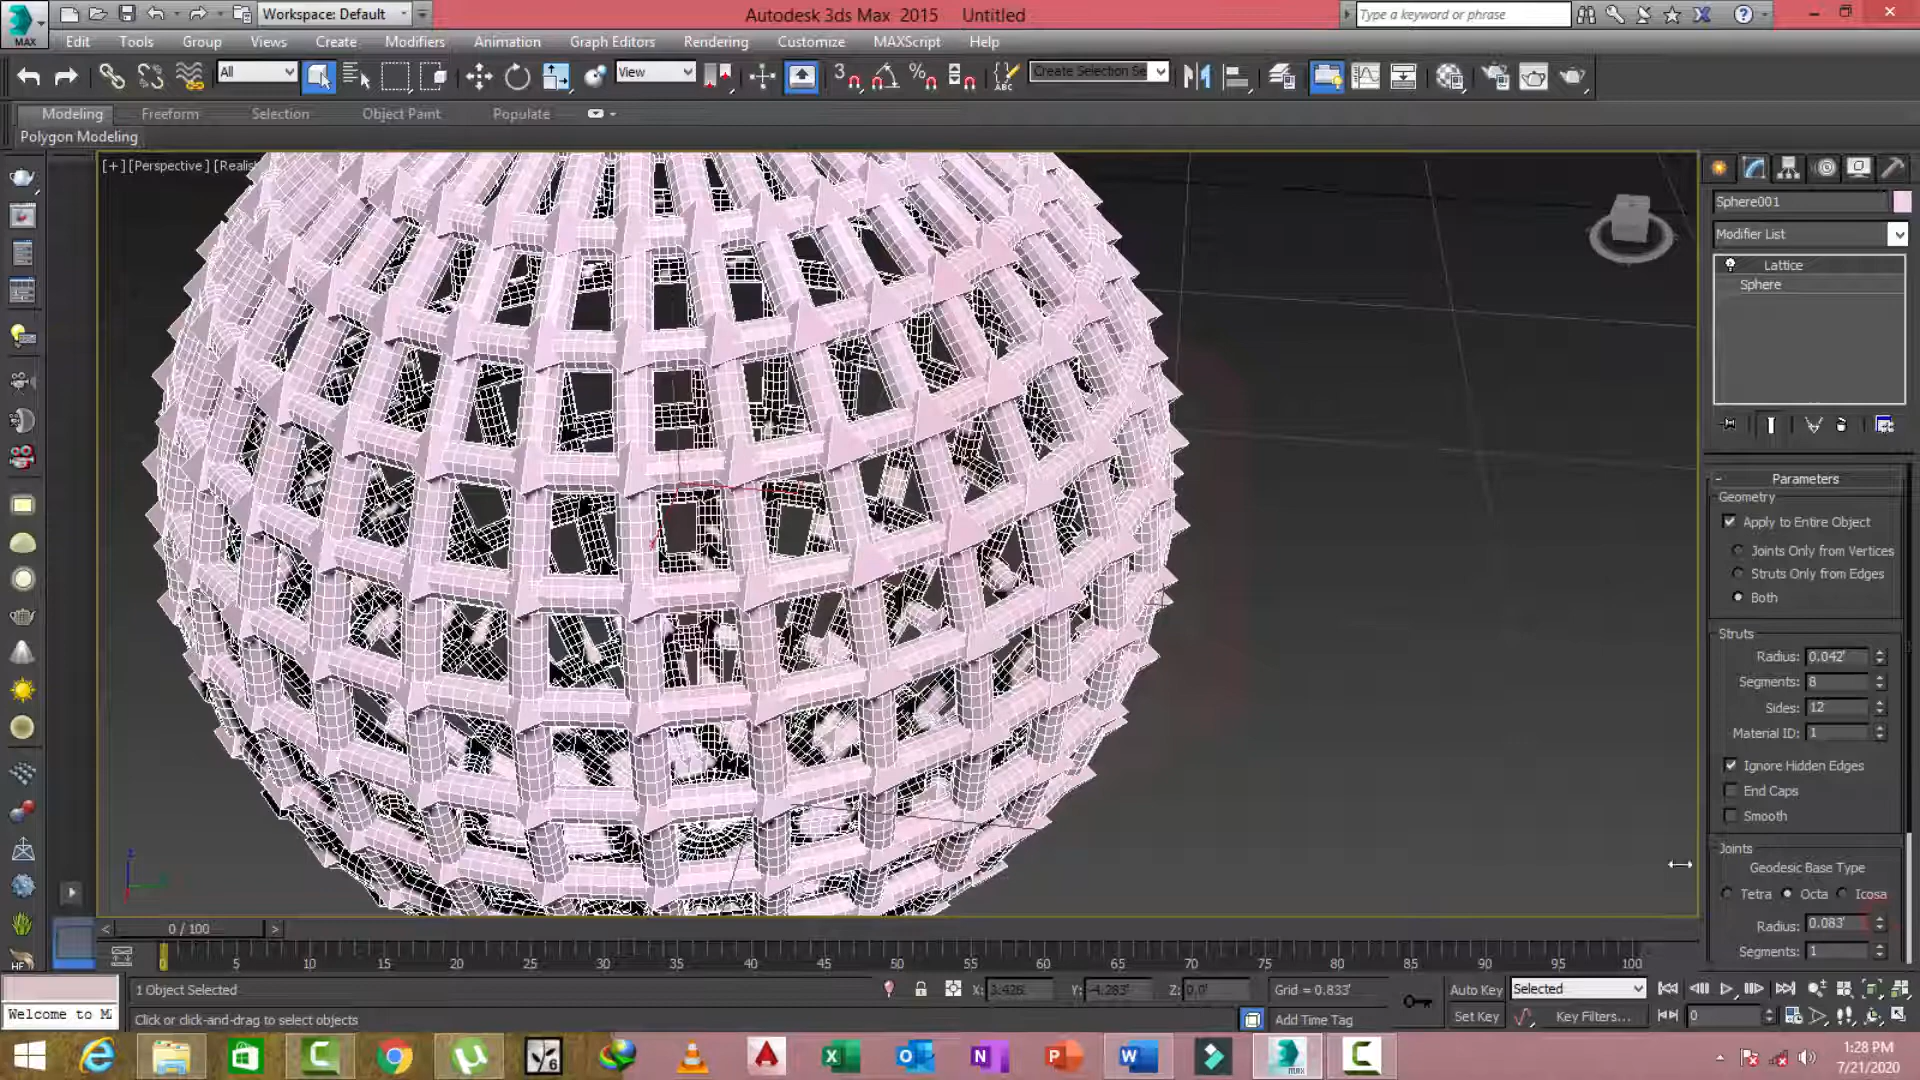 Workspace: Default
Autodesk 3ds Max 2015 Untitled
Type a keyword or phrase
MAX
Edit Tools Group Views Create Modifiers Animation Graph Editors Rendering Customize MAXScript Help
All
View
3
ABC
Create Selection Se
Modeling Freeform Selection Object Paint Populate
Polygon Modeling
[+] [Perspective] [Realis
Sphere001
Modifier List
Lattice
Sphere
Parameters
Geometry
Apply to Entire Object
Joints Only from Vertices
Struts Only from Edges
Both
Struts
Radius: 0.042'
Segments: 8
Sides: 12
Material ID: 1
Ignore Hidden Edges
End Caps
Smooth
Joints
Geodesic Base Type
Tetra Octa Icosa
Radius: 0.083'
Segments: 1
HF
0 / 100
0 5 10 15 20 25 30 35 40 45 50 55 60 65 70 75 80 85 90 95 100
1 Object Selected
X: 3.426' Y: -4.283' Z: 0.0'
Grid = 0.833'
Auto Key Selected
Welcome to M
Click or click-and-drag to select objects
Add Time Tag
Set Key Key Filters...
0
1:28 PM
7/21/2020